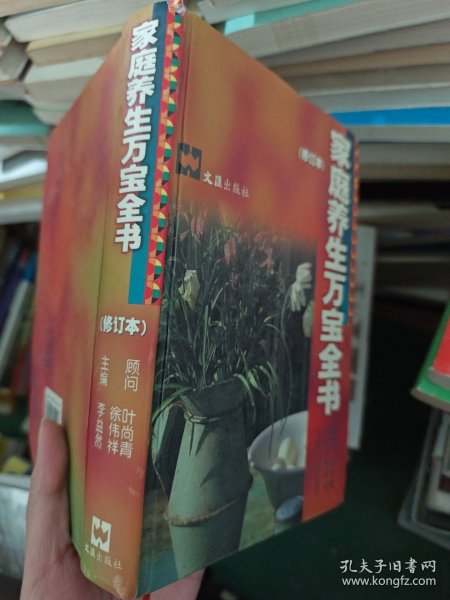 家庭养生万宝全书
(修订本)
顾问 叶尚青
徐伟祥
主编 李益然
文汇出版社
文汇出版社
(修订本)
家庭养生万宝全书
孔夫子旧书网
www.kongfz.com